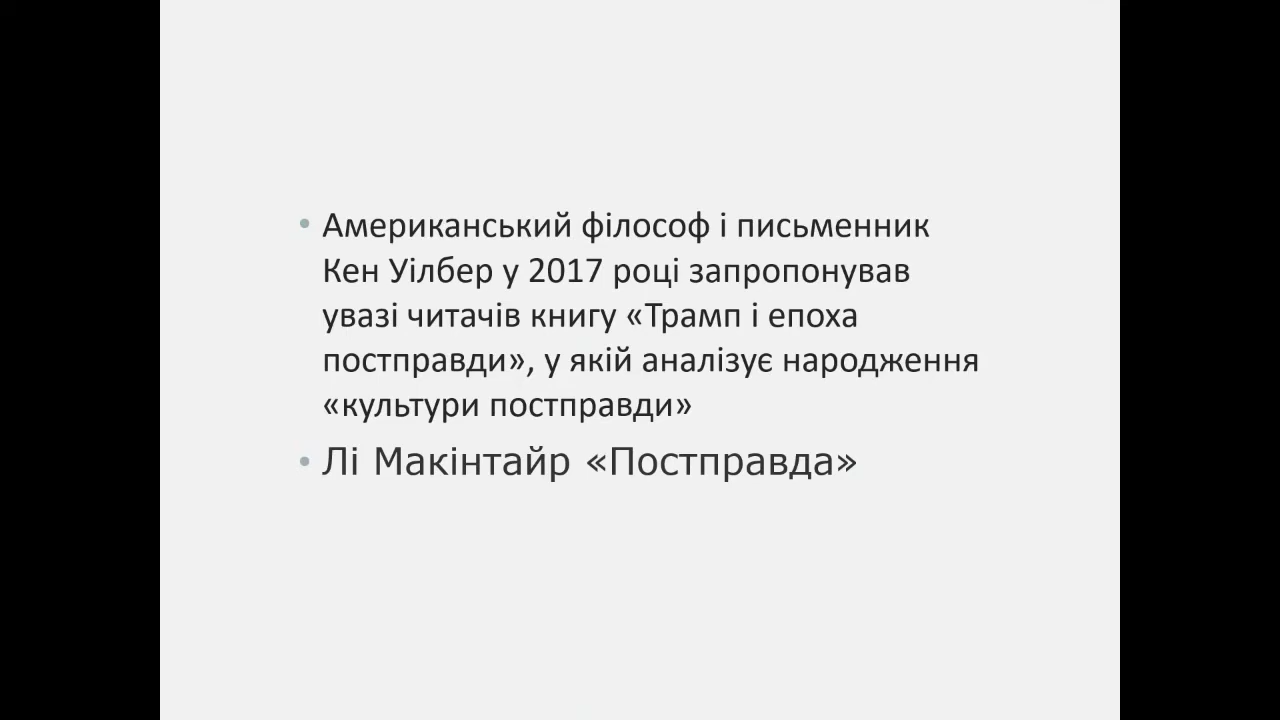 • Американський філософ і письменник
Кен Уілбер у 2017 році запропонував
увазі читачів книгу «Трамп і епоха
постправди», у якій аналізує народження
«культури постправди»
• Лі Макінтайр «Постправда»